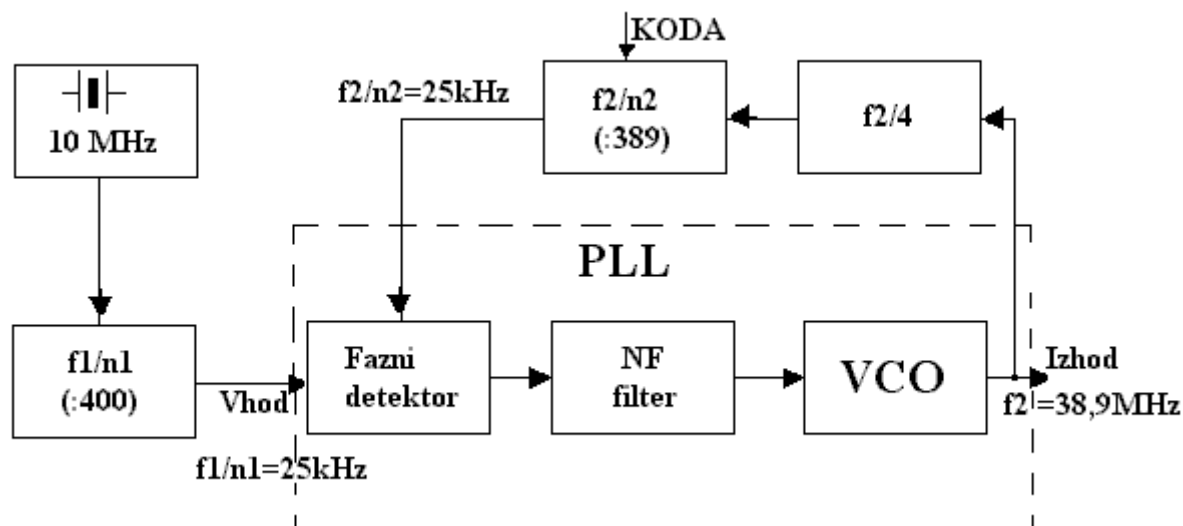 KODA
10 MHz
f2/n2=25kHz
f2/n2
(:389)
f2/4
PLL
f1/n1
(:400)
Vhod
f1/n1=25kHz
Fazni
detektor
NF
filter
VCO
Izhod
f2 =38,9MHz